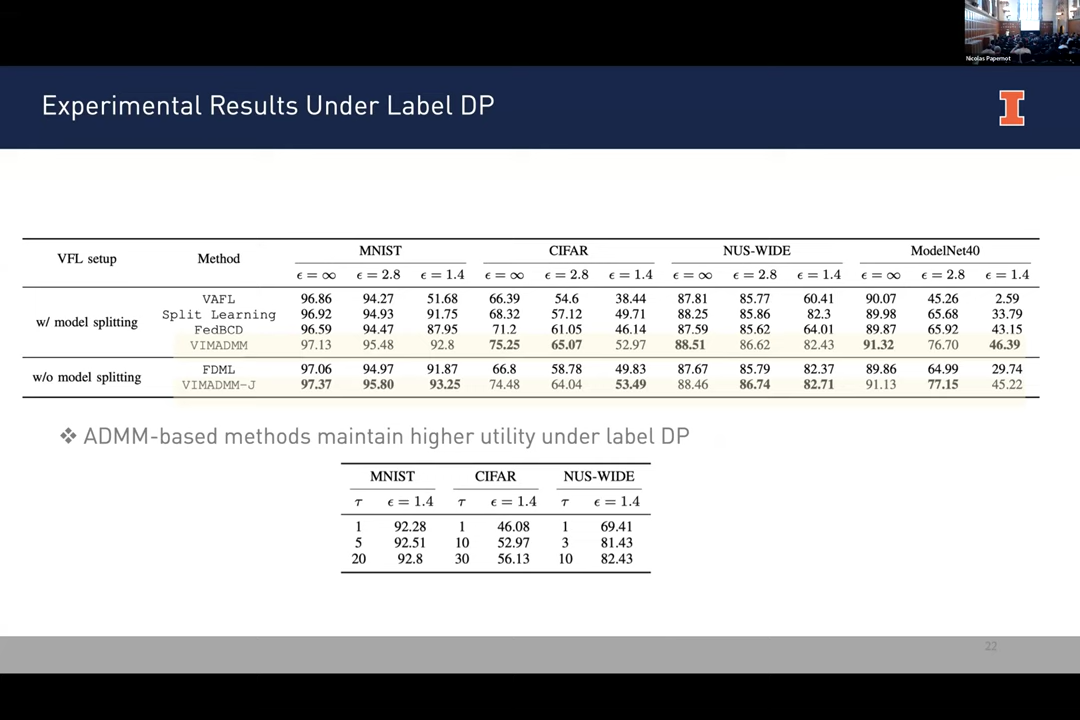 Nicolas Papernot
Experimental Results Under Label DP
I
VFL setup Method MNIST CIFAR NUS-WIDE ModelNet40
ϵ = ∞ ϵ = 2.8 ϵ = 1.4 ϵ = ∞ ϵ = 2.8 ϵ = 1.4 ϵ = ∞ ϵ = 2.8 ϵ = 1.4 ϵ = ∞ ϵ = 2.8 ϵ = 1.4
w/ model splitting
VAFL 96.86 94.27 51.68 66.39 54.6 38.44 87.81 85.77 60.41 90.07 45.26 2.59
Split Learning 96.92 94.93 91.75 68.32 57.12 49.71 88.25 85.86 82.3 89.98 65.68 33.79
FedBCD 96.59 94.47 87.95 71.2 61.05 46.14 87.59 85.62 64.01 89.87 65.92 43.15
VIMADMM 97.13 95.48 92.8 75.25 65.07 52.97 88.51 86.62 82.43 91.32 76.70 46.39
w/o model splitting
FDML 97.06 94.97 91.87 66.8 58.78 49.83 87.67 85.79 82.37 89.86 64.99 29.74
VIMADMM-J 97.37 95.80 93.25 74.48 64.04 53.49 88.46 86.74 82.71 91.13 77.15 45.22
❖ ADMM-based methods maintain higher utility under label DP
MNIST CIFAR NUS-WIDE
τ ϵ = 1.4 τ ϵ = 1.4 τ ϵ = 1.4
1 92.28 1 46.08 1 69.41
5 92.51 10 52.97 3 81.43
20 92.8 30 56.13 10 82.43
22